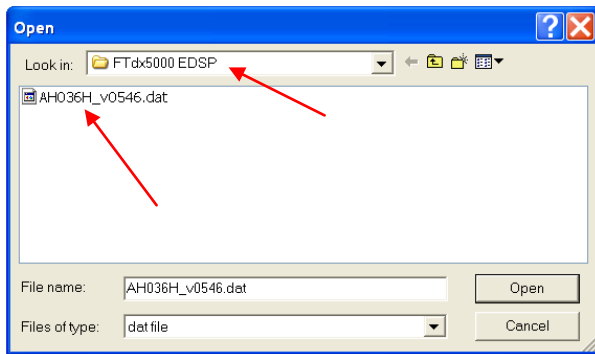 Open
Look in: FTdx5000 EDSP
AH036H_v0546.dat
File name: AH036H_v0546.dat Open
Files of type: dat file Cancel